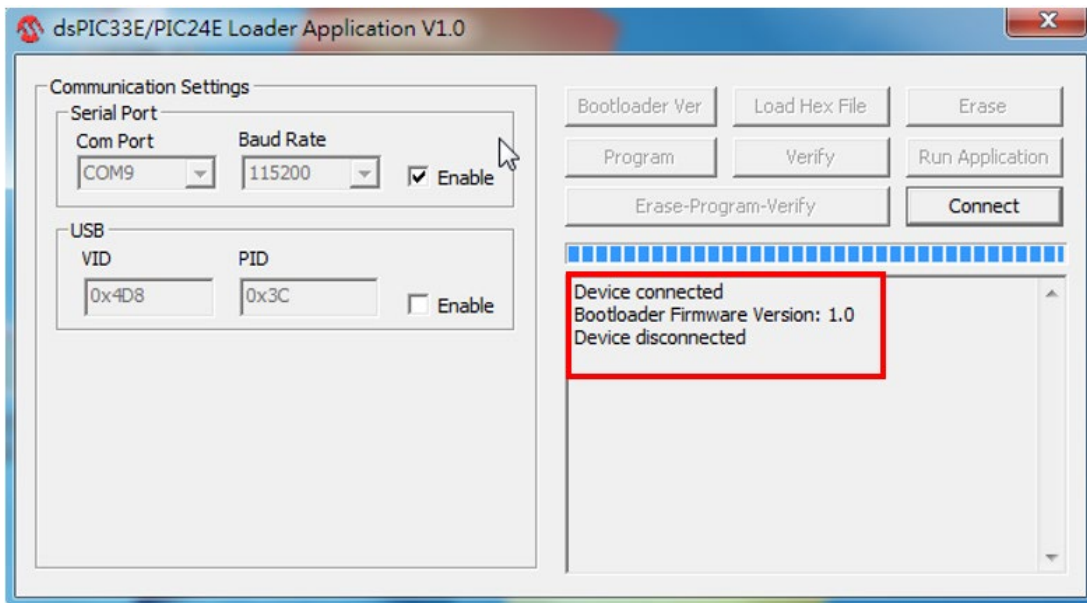 dsPIC33E/PIC24E Loader Application V1.0
Communication Settings
Serial Port
Com Port
Baud Rate
COM9
115200
Enable
USB
VID
PID
0x4D8
0x3C
Enable
Bootloader Ver
Load Hex File
Erase
Program
Verify
Run Application
Erase-Program-Verify
Connect
Device connected
Bootloader Firmware Version: 1.0
Device disconnected